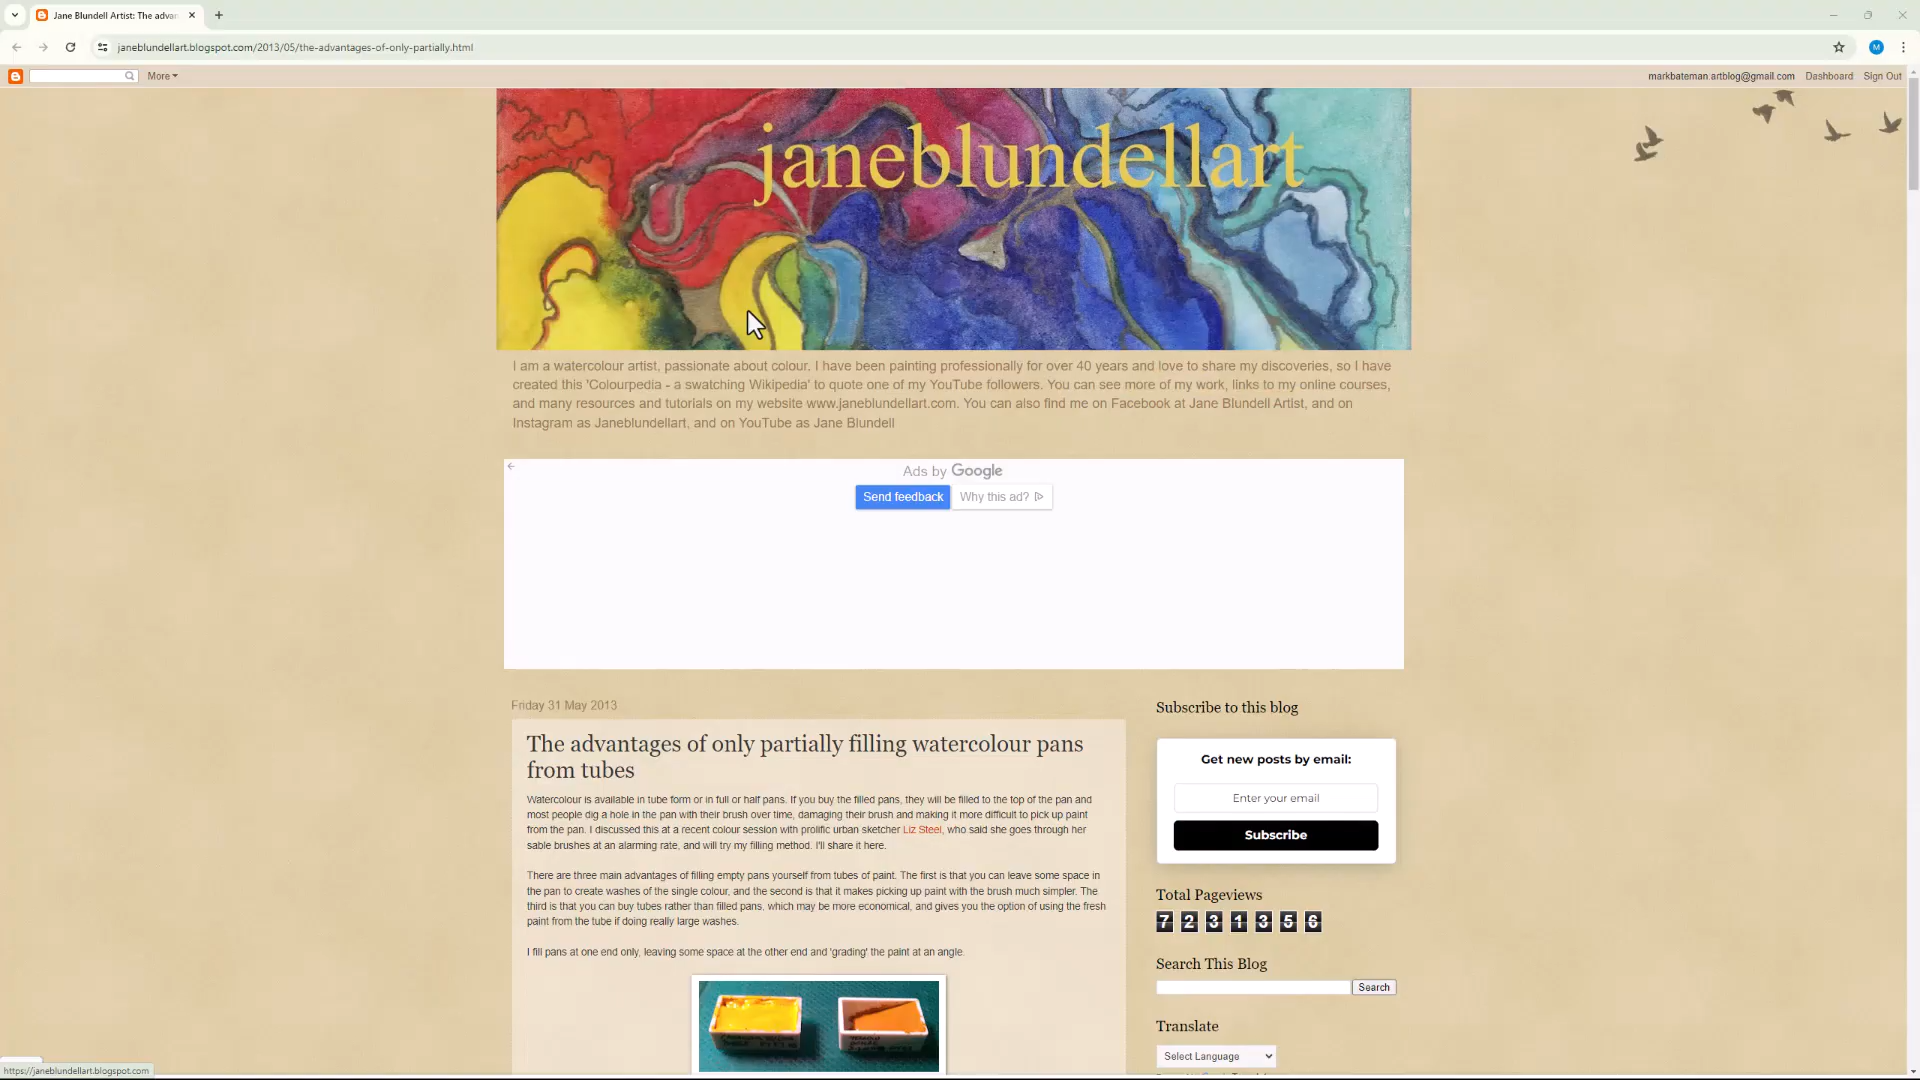 Jane Blundell Artist: The advan
janeblundellart.blogspot.com/2013/05/the-advantages-of-only-partially.html
M
More
markbateman.artblog@gmail.com Dashboard Sign Out
janeblundellart
I am a watercolour artist, passionate about colour. I have been painting professionally for over 40 years and love to share my discoveries, so I have
created this 'Colourpedia - a swatching Wikipedia' to quote one of my YouTube followers. You can see more of my work, links to my online courses,
and many resources and tutorials on my website www.janeblundellart.com. You can also find me on Facebook at Jane Blundell Artist, and on
Instagram as Janeblundellart, and on YouTube as Jane Blundell
Ads by Google
Send feedback Why this ad?
Friday 31 May 2013
The advantages of only partially filling watercolour pans
from tubes
Watercolour is available in tube form or in full or half pans. If you buy the filled pans, they will be filled to the top of the pan and
most people dig a hole in the pan with their brush over time, damaging their brush and making it more difficult to pick up paint
from the pan. I discussed this at a recent colour session with prolific urban sketcher Liz Steel, who said she goes through her
sable brushes at an alarming rate, and will try my filling method. I'll share it here.
There are three main advantages of filling empty pans yourself from tubes of paint. The first is that you can leave some space in
the pan to create washes of the single colour, and the second is that it makes picking up paint with the brush much simpler. The
third is that you can buy tubes rather than filled pans, which may be more economical, and gives you the option of using the fresh
paint from the tube if doing really large washes.
I fill pans at one end only, leaving some space at the other end and 'grading' the paint at an angle.
Subscribe to this blog
Get new posts by email:
Enter your email
Subscribe
Total Pageviews
7 2 3 1 3 5 6
Search This Blog
Search
Translate
Select Language
https://janeblundellart.blogspot.com